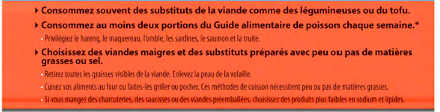 Consommez souvent des substituts de la viande comme des légumineuses ou du tofu.
Consommez au moins deux portions du Guide alimentaire de poisson chaque semaine.*
• Privilégiez le hareng, le maquereau, l'omble, les sardines, le saumon et la truite.
Choisissez des viandes maigres et des substituts préparés avec peu ou pas de matières
grasses ou sel.
• Retirez toutes les graisses visibles de la viande. Enlevez la peau de la volaille.
• Cuisez vos aliments au four ou faites-les griller ou pocher. Ces méthodes de cuisson nécessitent peu ou pas de matières grasses.
• Si vous mangez des charcuteries, des saucisses ou des viandes préemballées, choisissez des produits plus faibles en sodium et lipides.